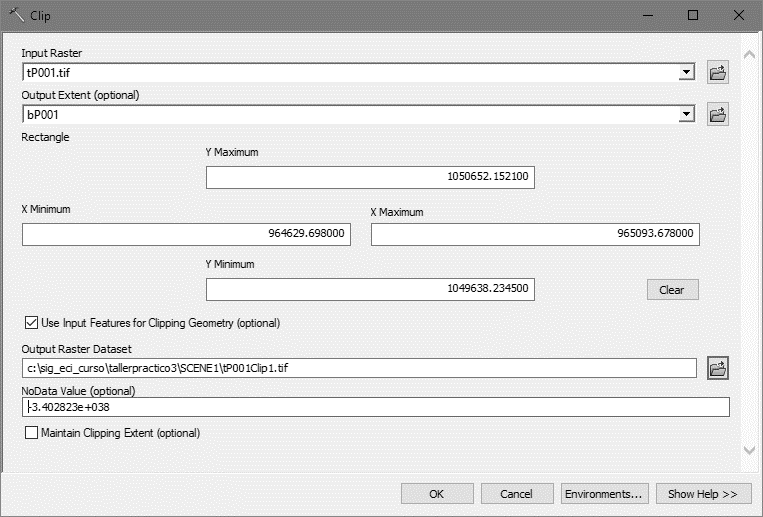 Clip
Input Raster
tP001.tif
Output Extent (optional)
bP001
Rectangle
Y Maximum
1050652.152100
X Minimum
X Maximum
964629.698000
965093.678000
Y Minimum
1049638.234500
Clear
Use Input Features for Clipping Geometry (optional)
Output Raster Dataset
c:\sig_eci_curso\tallerpractico3\SCENE1\tP001Clip1.tif
NoData Value (optional)
-3.402823e+038
Maintain Clipping Extent (optional)
OK Cancel Environments... Show Help >>